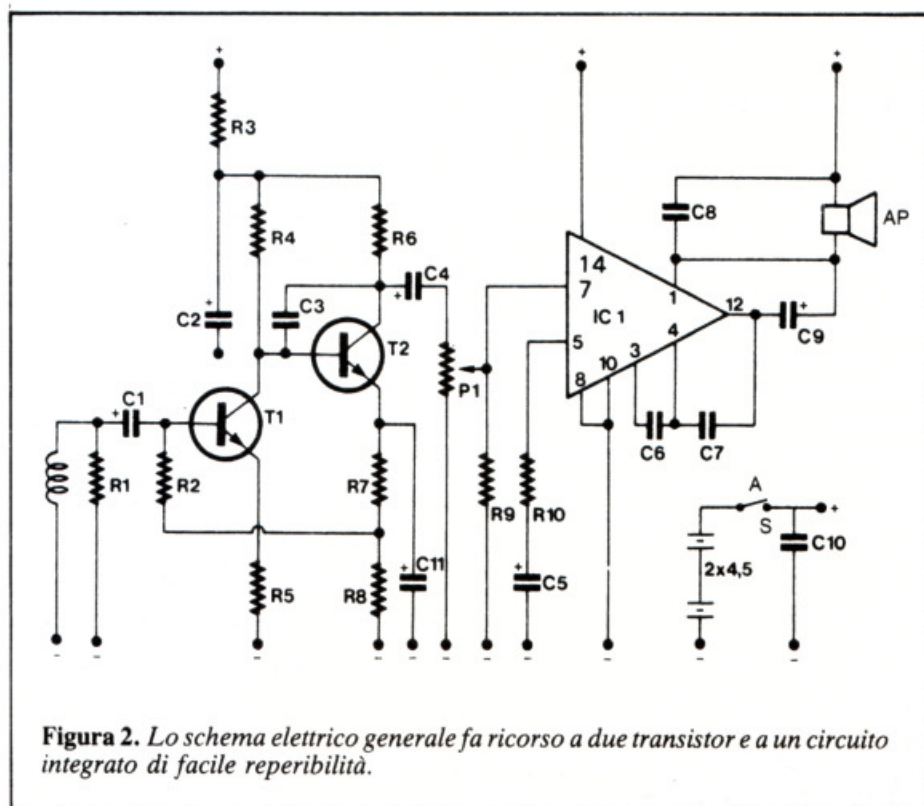 +
+
+
R3
R4
R6
C8
AP
C4
+
14
7
1
C2
+
C3
IC 1
12
+
C9
T2
5
4
P1
3
8
10
C1
+
T1
C6
C7
A
R1
R2
R7
R9
R10
S
+
C10
2x4,5
R5
R8
C11
+
C5
+
– – – – – – – – – – –
Figura 2. Lo schema elettrico generale fa ricorso a due transistor e a un circuito
integrato di facile reperibilità.